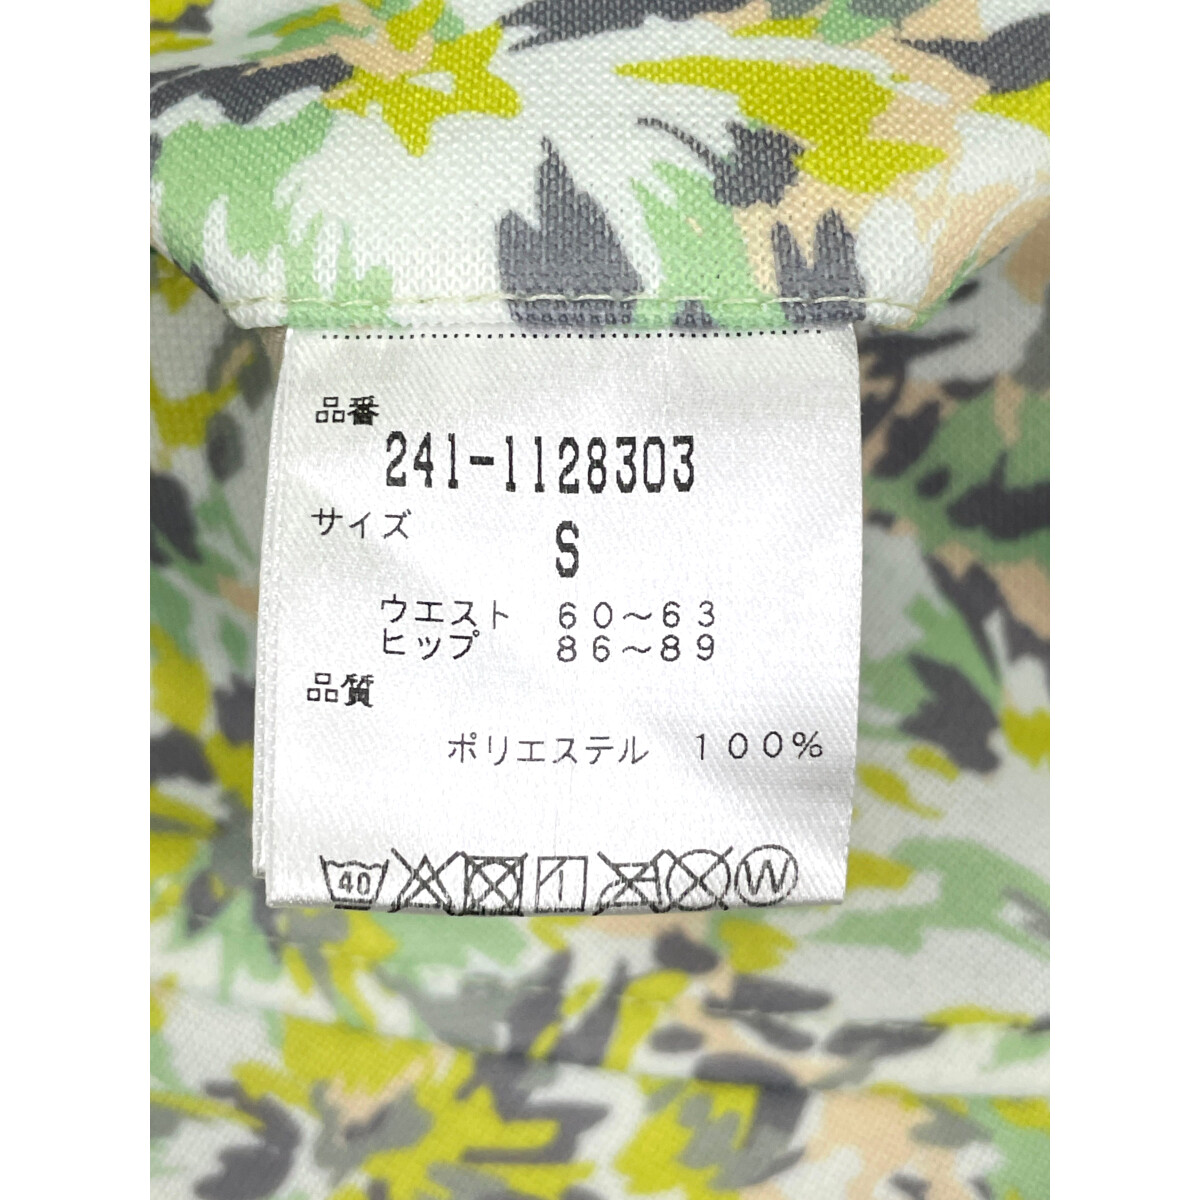 品番
241-1128303
サイズ
S
ウエスト 60~63
ヒップ 86~89
品質
ポリエステル 100%
40 W